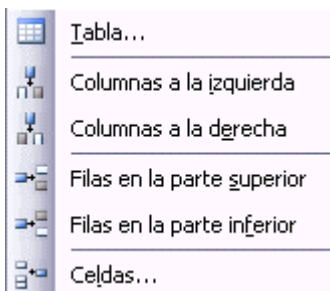 Tabla...
Columnas a la izquierda
Columnas a la derecha
Filas en la parte superior
Filas en la parte inferior
Celdas...